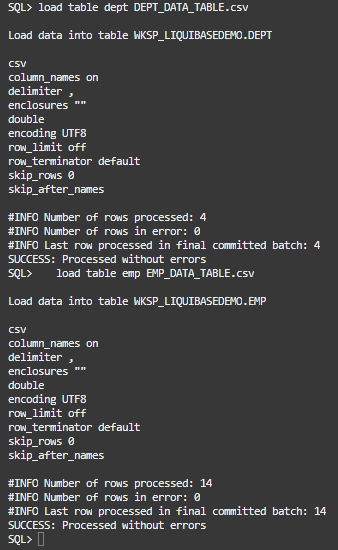 SQL> load table dept DEPT_DATA_TABLE.csv
Load data into table WKSP_LIQUIBASEDEMO.DEPT
csv
column_names on
delimiter ,
enclosures ""
double
encoding UTF8
row_limit off
row_terminator default
skip_rows 0
skip_after_names
#INFO Number of rows processed: 4
#INFO Number of rows in error: 0
#INFO Last row processed in final committed batch: 4
SUCCESS: Processed without errors
SQL>    load table emp EMP_DATA_TABLE.csv
Load data into table WKSP_LIQUIBASEDEMO.EMP
csv
column_names on
delimiter ,
enclosures ""
double
encoding UTF8
row_limit off
row_terminator default
skip_rows 0
skip_after_names
#INFO Number of rows processed: 14
#INFO Number of rows in error: 0
#INFO Last row processed in final committed batch: 14
SUCCESS: Processed without errors
SQL>